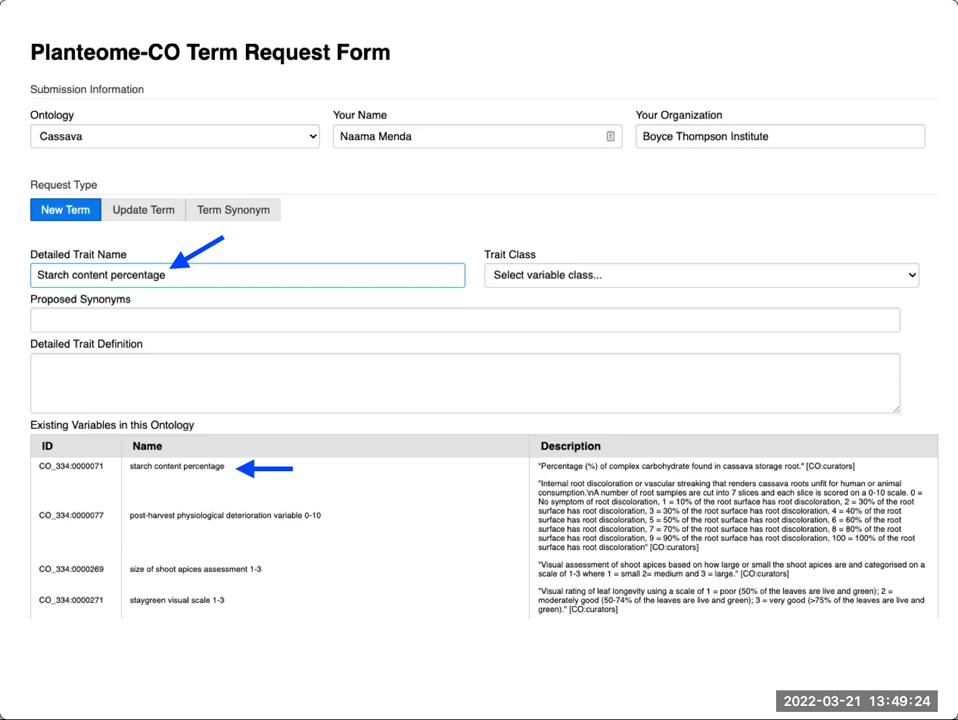 Planteome-CO Term Request Form
Submission Information
Ontology
Your Name
Your Organization
Cassava
Naama Menda
Boyce Thompson Institute
Request Type
New Term
Update Term
Term Synonym
Detailed Trait Name
Trait Class
Starch content percentage
Select variable class...
Proposed Synonyms
Detailed Trait Definition
Existing Variables in this Ontology
ID
Name
Description
CO_334:0000071
starch content percentage
"Percentage (%) of complex carbohydrate found in cassava storage root." [CO:curators]
CO_334:0000077
post-harvest physiological deterioration variable 0-10
"Internal root discoloration or vascular streaking that renders cassava roots unfit for human or animal
consumption.\nA number of root samples are cut into 7 slices and each slice is scored on a 0-10 scale. 0 =
No symptom of root discoloration, 1 = 10% of the root surface has root discoloration, 2 = 30% of the root
surface has root discoloration, 3 = 30% of the root surface has root discoloration, 4 = 40% of the root
surface has root discoloration, 5 = 50% of the root surface has root discoloration, 6 = 60% of the root
surface has root discoloration, 7 = 70% of the root surface has root discoloration, 8 = 80% of the root
surface has root discoloration, 9 = 90% of the root surface has root discoloration, 100 = 100% of the root
surface has root discoloration" [CO:curators]
CO_334:0000269
size of shoot apices assessment 1-3
"Visual assessment of shoot apices based on how large or small the shoot apices are and categorised on a
scale of 1-3 where 1 = small 2= medium and 3 = large." [CO:curators]
CO_334:0000271
staygreen visual scale 1-3
"Visual rating of leaf longevity using a scale of 1 = poor (50% of the leaves are live and green); 2 =
moderately good (50-74% of the leaves are live and green); 3 = very good (>75% of the leaves are live and
green)." [CO:curators]
2022-03-21 13:49:24